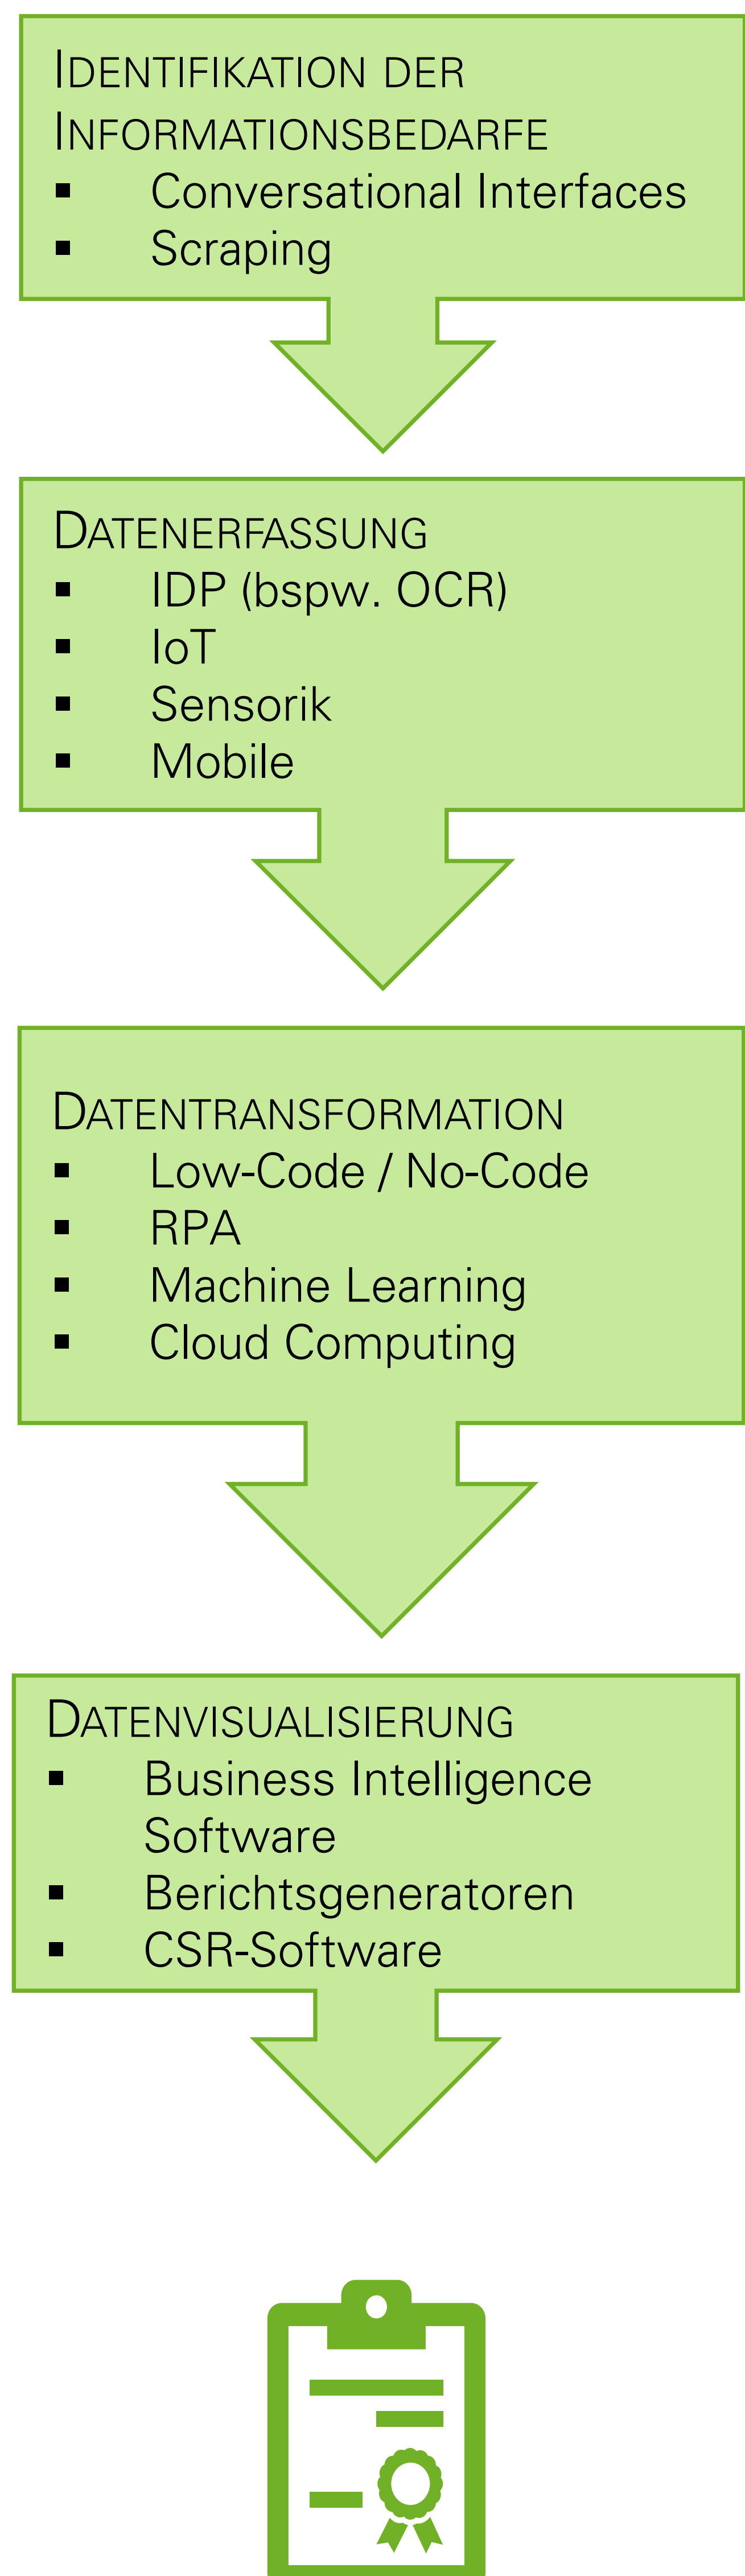 IDENTIFIKATION DER
INFORMATIONSBEDARFE
▪ Conversational Interfaces
▪ Scraping
DATENERFASSUNG
▪ IDP (bspw. OCR)
▪ IoT
▪ Sensorik
▪ Mobile
DATENTRANSFORMATION
▪ Low-Code / No-Code
▪ RPA
▪ Machine Learning
▪ Cloud Computing
DATENVISUALISIERUNG
▪ Business Intelligence
Software
▪ Berichtsgeneratoren
▪ CSR-Software